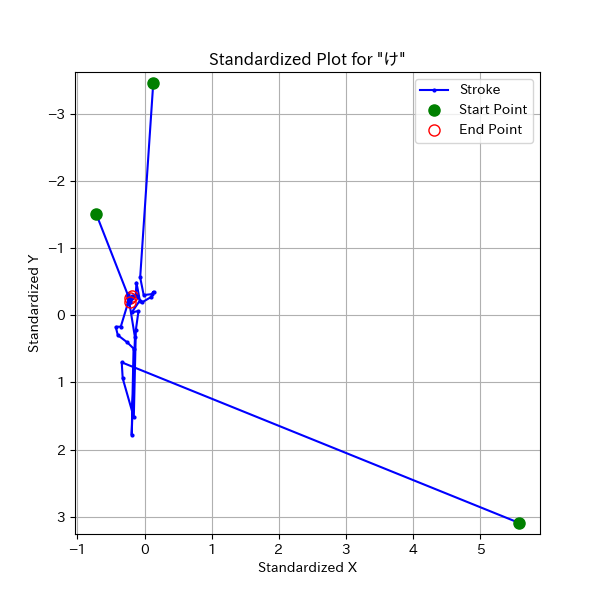 Standardized Plot for "け"
Stroke
Start Point
End Point
Standardized Y
−3
−2
−1
0
1
2
3
−1 0 1 2 3 4 5
Standardized X